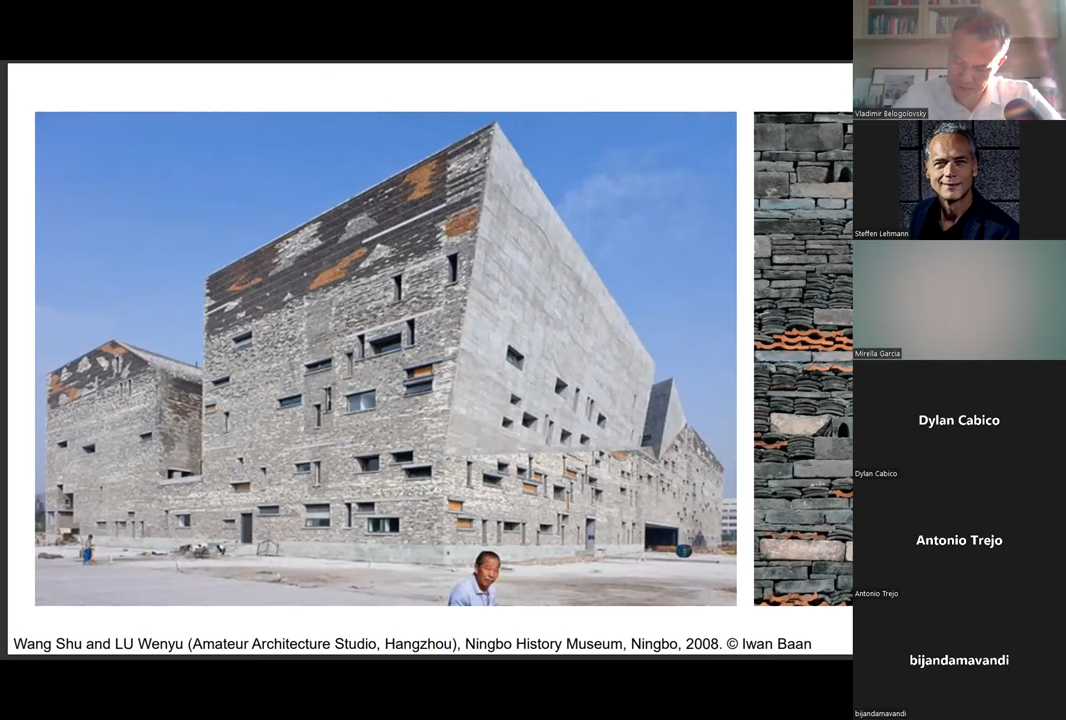 Wang Shu and LU Wenyu (Amateur Architecture Studio, Hangzhou), Ningbo History Museum, Ningbo, 2008. © Iwan Baan
Vladimir Belogolovsky
Steffen Lehmann
Mirella Garcia
Dylan Cabico
Dylan Cabico
Antonio Trejo
Antonio Trejo
bijandamavandi
bijandamavandi